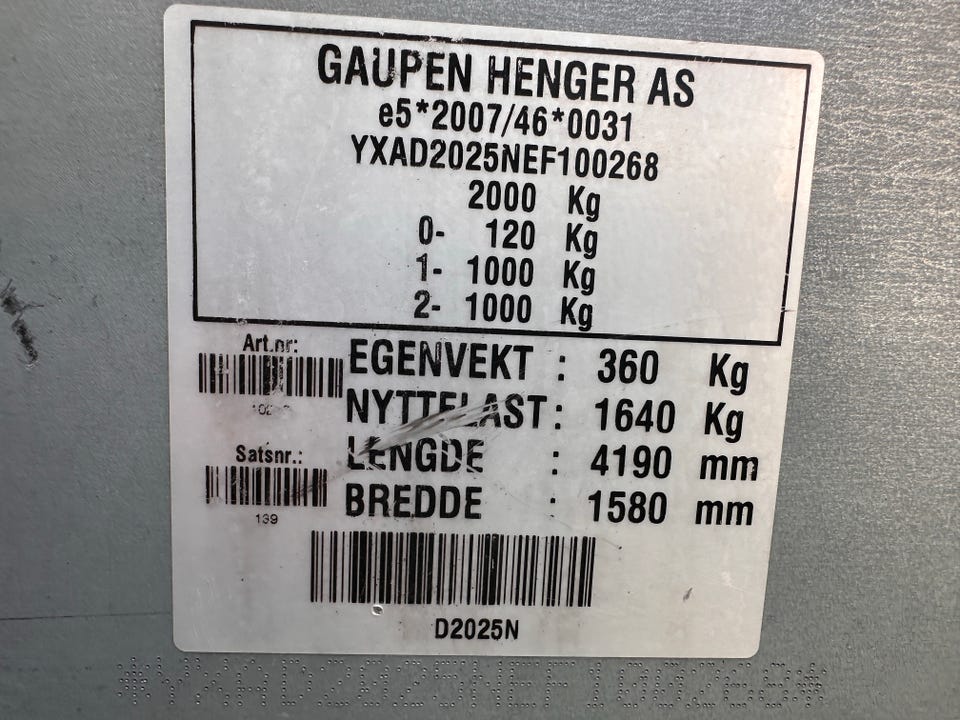 GAUPEN HENGER AS
e5*2007/46*0031
YXAD2025NEF100268
2000 Kg
0- 120 Kg
1- 1000 Kg
2- 1000 Kg
Art.nr:
EGENVEKT : 360 Kg
NYTTELAST : 1640 Kg
Satsnr.:
LENGDE : 4190 mm
139
BREDDE : 1580 mm
D2025N
*YXAD2025NEF100268*